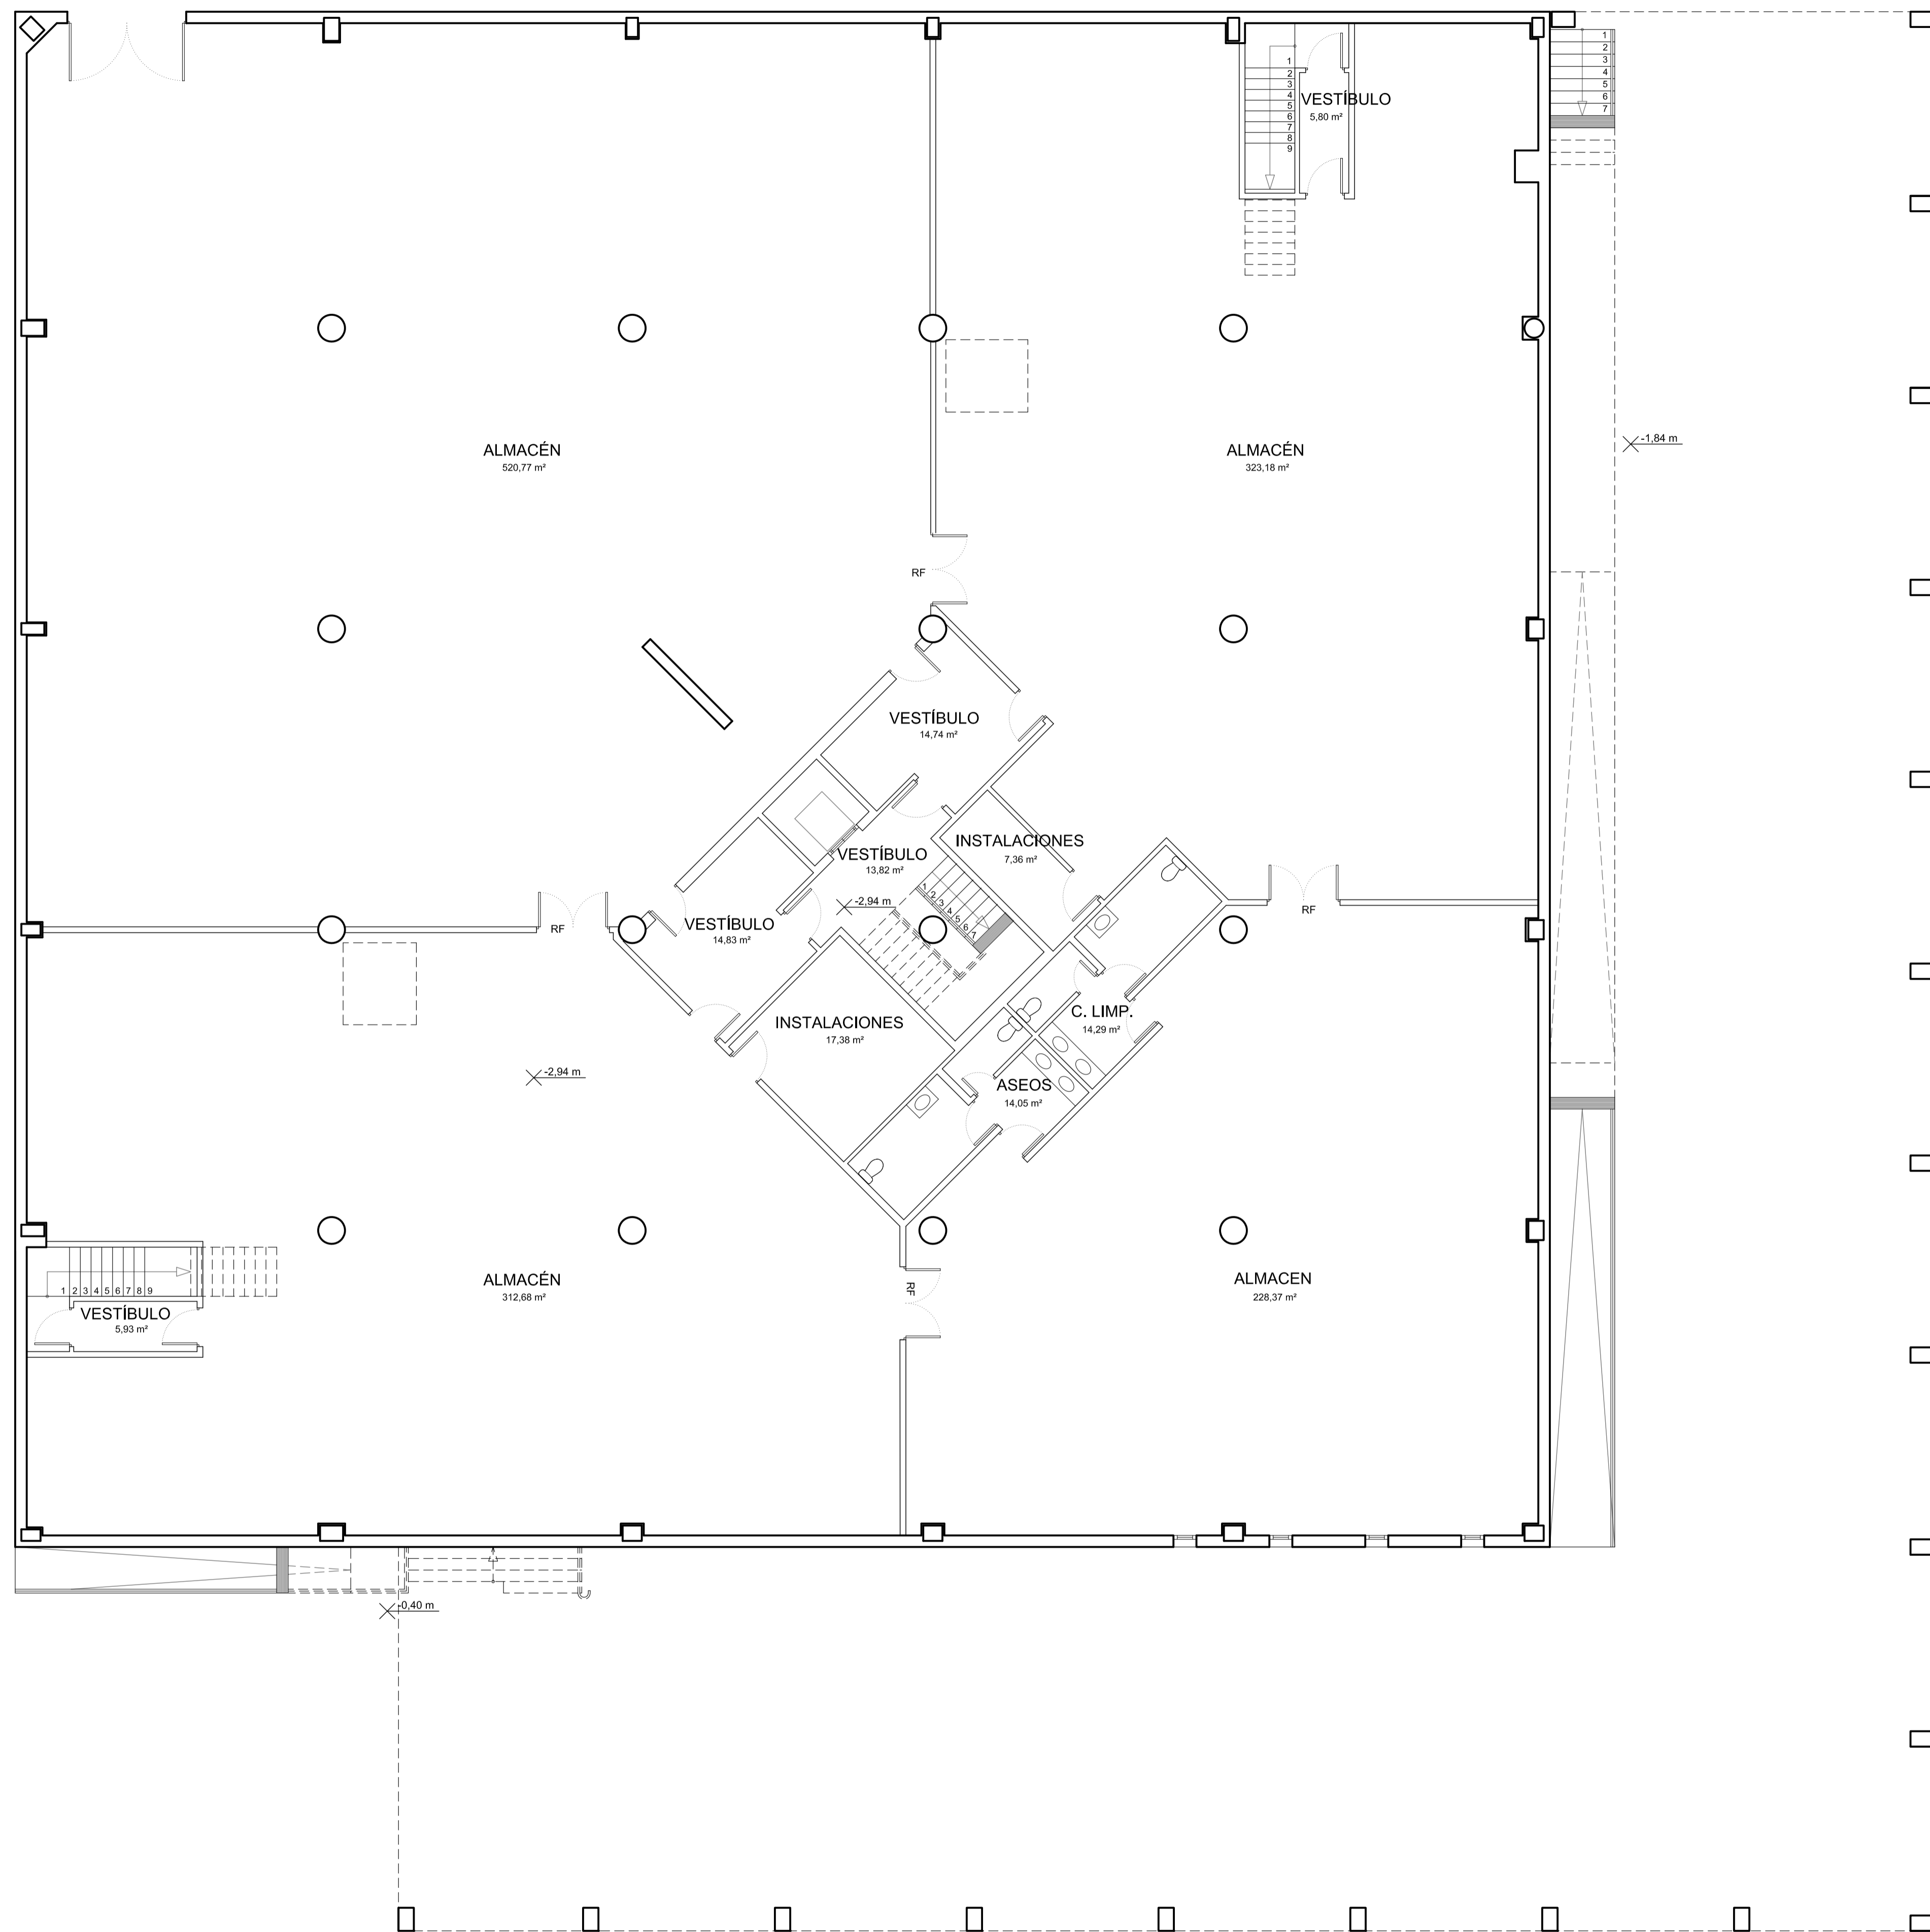 1
2
3
4
5
6
7
1
2
3
4
5
6
7
8
9
VESTÍBULO
5,80 m²
ALMACÉN
520,77 m²
ALMACÉN
323,18 m²
-1,84 m
RF
VESTÍBULO
14,74 m²
INSTALACIONES
7,36 m²
VESTÍBULO
13,82 m²
1
2
3
4
5
6
7
-2,94 m
RF
VESTÍBULO
14,83 m²
RF
INSTALACIONES
17,38 m²
C. LIMP.
14,29 m²
-2,94 m
ASEOS
14,05 m²
ALMACÉN
312,68 m²
RF
ALMACEN
228,37 m²
1 2 3 4 5 6 7 8 9
VESTÍBULO
5,93 m²
-0,40 m